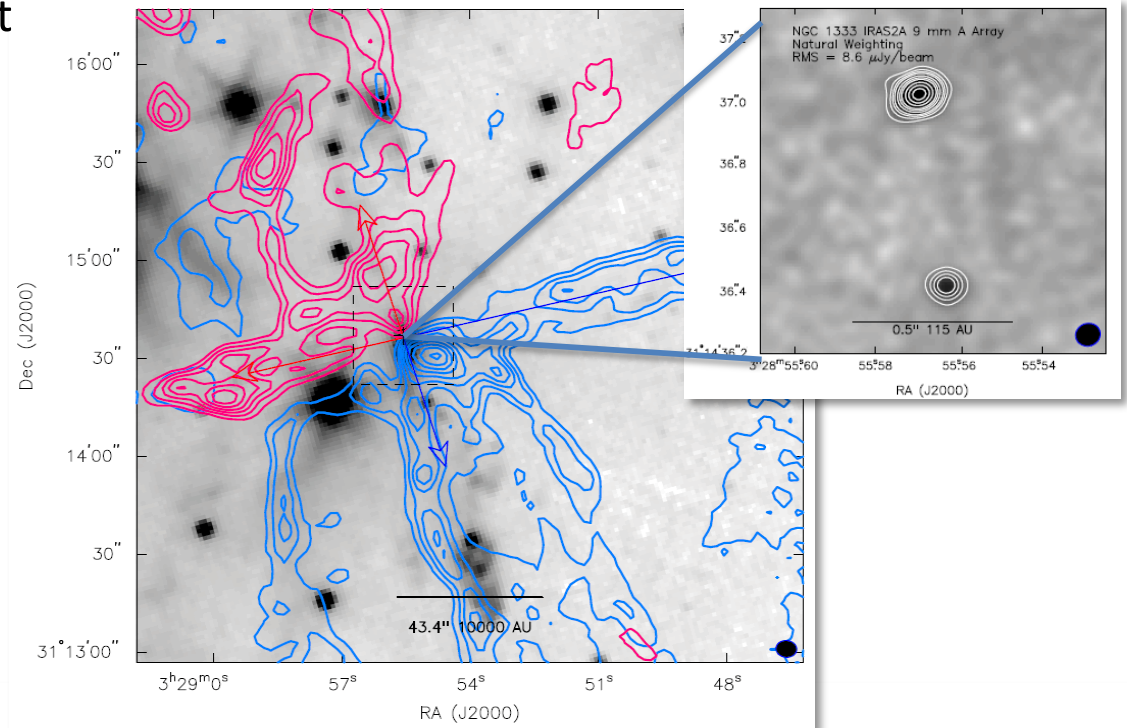 t
NGC 1333 IRAS2A 9 mm A Array
Natural Weighting
RMS = 8.6 μJy/beam
37."0
36."8
36."6
36."4
0.5" 115 AU
3ʰ28ᵐ55ˢ.60
55ˢ.58
55ˢ.56
55ˢ.54
RA (J2000)
16'00"
30"
15'00"
30"
14'00"
30"
31°13'00"
Dec (J2000)
43.4" 10000 AU
3ʰ29ᵐ0ˢ
57ˢ
54ˢ
51ˢ
48ˢ
RA (J2000)